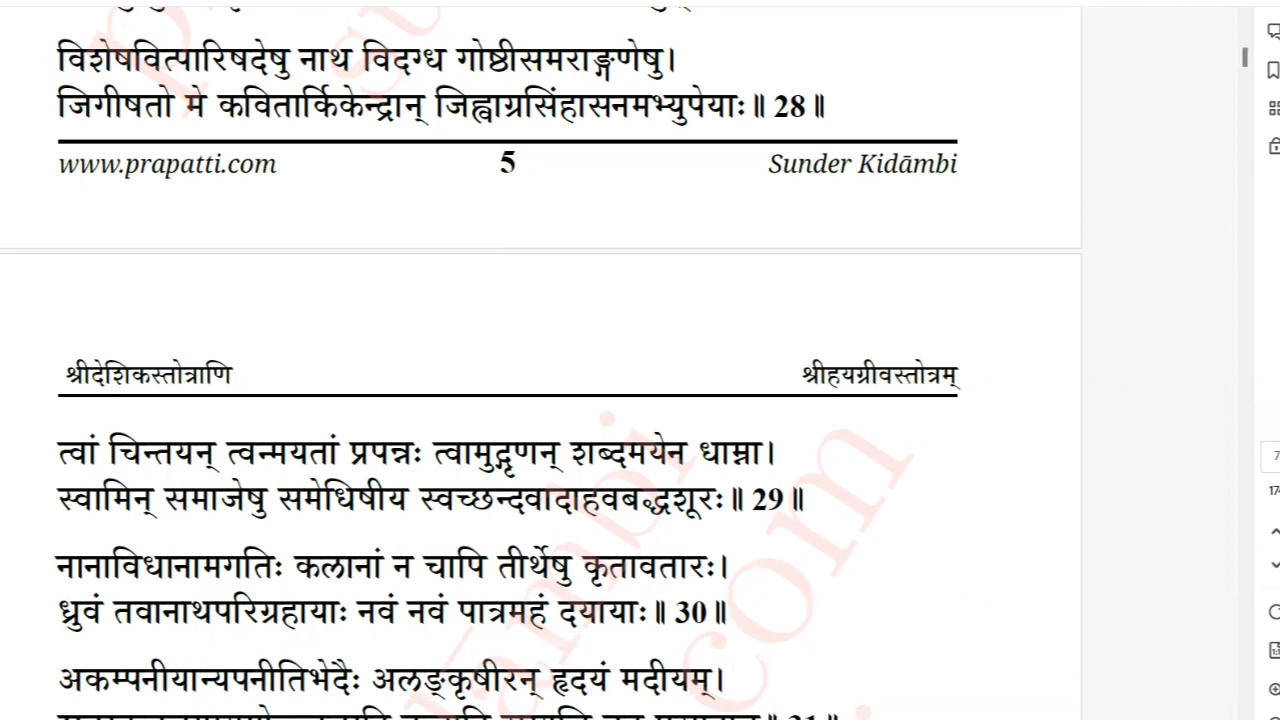 विशेषवित्पारिषदेषु नाथ विदग्ध गोष्ठीसमराङ्गणेषु।
जिगीषतो मे कवितार्किकेन्द्रान् जिह्वाग्रसिंहासनमभ्युपेयाः॥ 28॥
www.prapatti.com 5 Sunder Kidāmbi
श्रीदेशिकस्तोत्राणि श्रीहयग्रीवस्तोत्रम्
त्वां चिन्तयन् त्वन्मयतां प्रपन्नः त्वामुद्गृणन् शब्दमयेन धाम्ना।
स्वामिन् समाजेषु समेधिषीय स्वच्छन्दवादाहवबद्धशूरः॥ 29॥
नानाविधानामगतिः कलानां न चापि तीर्थेषु कृतावतारः।
ध्रुवं तवानाथपरिग्रहायाः नवं नवं पात्रमहं दयायाः॥ 30॥
अकम्पनीयान्यपनीतिभेदैः अलङ्कृषीरन् हृदयं मदीयम्।
31॥